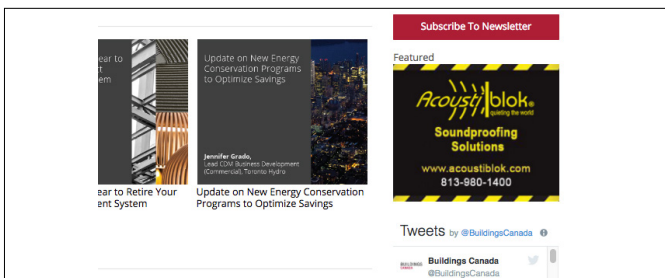 Subscribe To Newsletter
Featured
ear to
t
em
Update on New Energy
Conservation Programs
to Optimize Savings
Jennifer Grado,
Lead CDM Business Development
(Commercial), Toronto Hydro
ear to Retire Your
ent System
Update on New Energy Conservation
Programs to Optimize Savings
Acoustiblok®
quieting the world
Soundproofing
Solutions
www.acoustiblok.com
813-980-1400
Tweets by @BuildingsCanada
BUILDINGS
CANADA
Buildings Canada
@BuildingsCanada